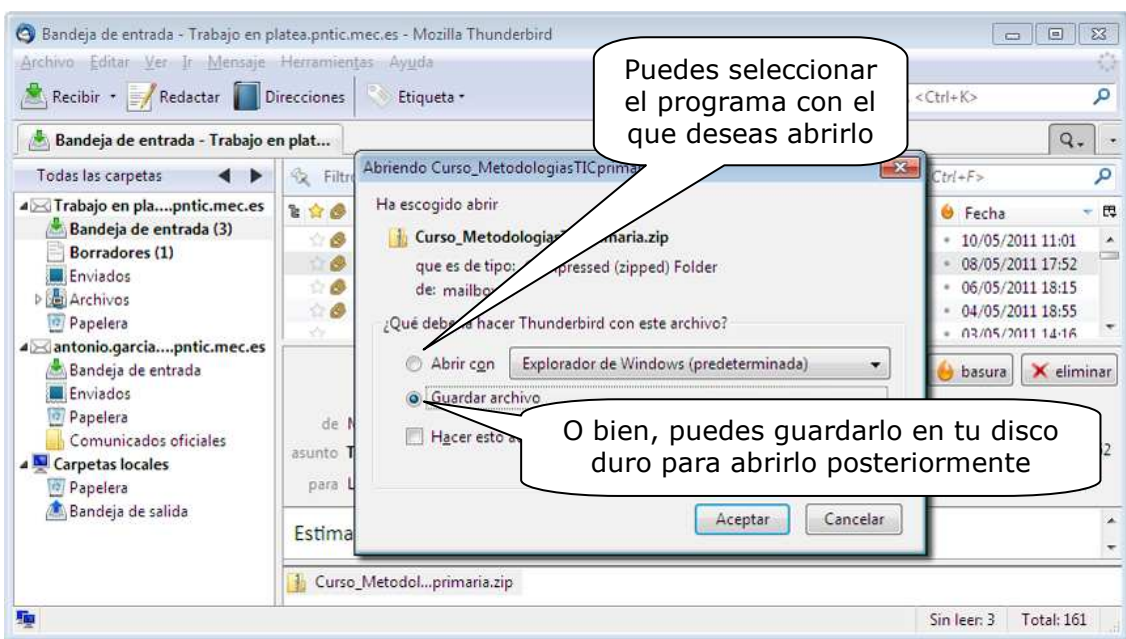 Bandeja de entrada - Trabajo en platea.pntic.mec.es - Mozilla Thunderbird
Archivo Editar Ver Ir Mensaje Herramientas Ayuda
Recibir Redactar Direcciones Etiqueta
<Ctrl+K>
Puedes seleccionar
el programa con el
que deseas abrirlo
Bandeja de entrada - Trabajo en plat...
Todas las carpetas
Trabajo en pla....pntic.mec.es
Bandeja de entrada (3)
Borradores (1)
Enviados
Archivos
Papelera
antonio.garcia....pntic.mec.es
Bandeja de entrada
Enviados
Papelera
Comunicados oficiales
Carpetas locales
Papelera
Bandeja de salida
Ctrl+F>
Fecha
10/05/2011 11:01
08/05/2011 17:52
06/05/2011 18:15
04/05/2011 18:55
03/05/2011 14:16
basura eliminar
de
asunto
para
Abriendo
Ha escogido abrir
que es de tipo: (zipped) Folder
de:
¿Qué hacer Thunderbird con este archivo?
Abrir con Explorador de Windows (predeterminada)
Guardar archivo
Hacer esto
O bien, puedes guardarlo en tu disco
duro para abrirlo posteriormente
Aceptar Cancelar
Curso_Metodol...primaria.zip
Sin leer: 3 Total: 161